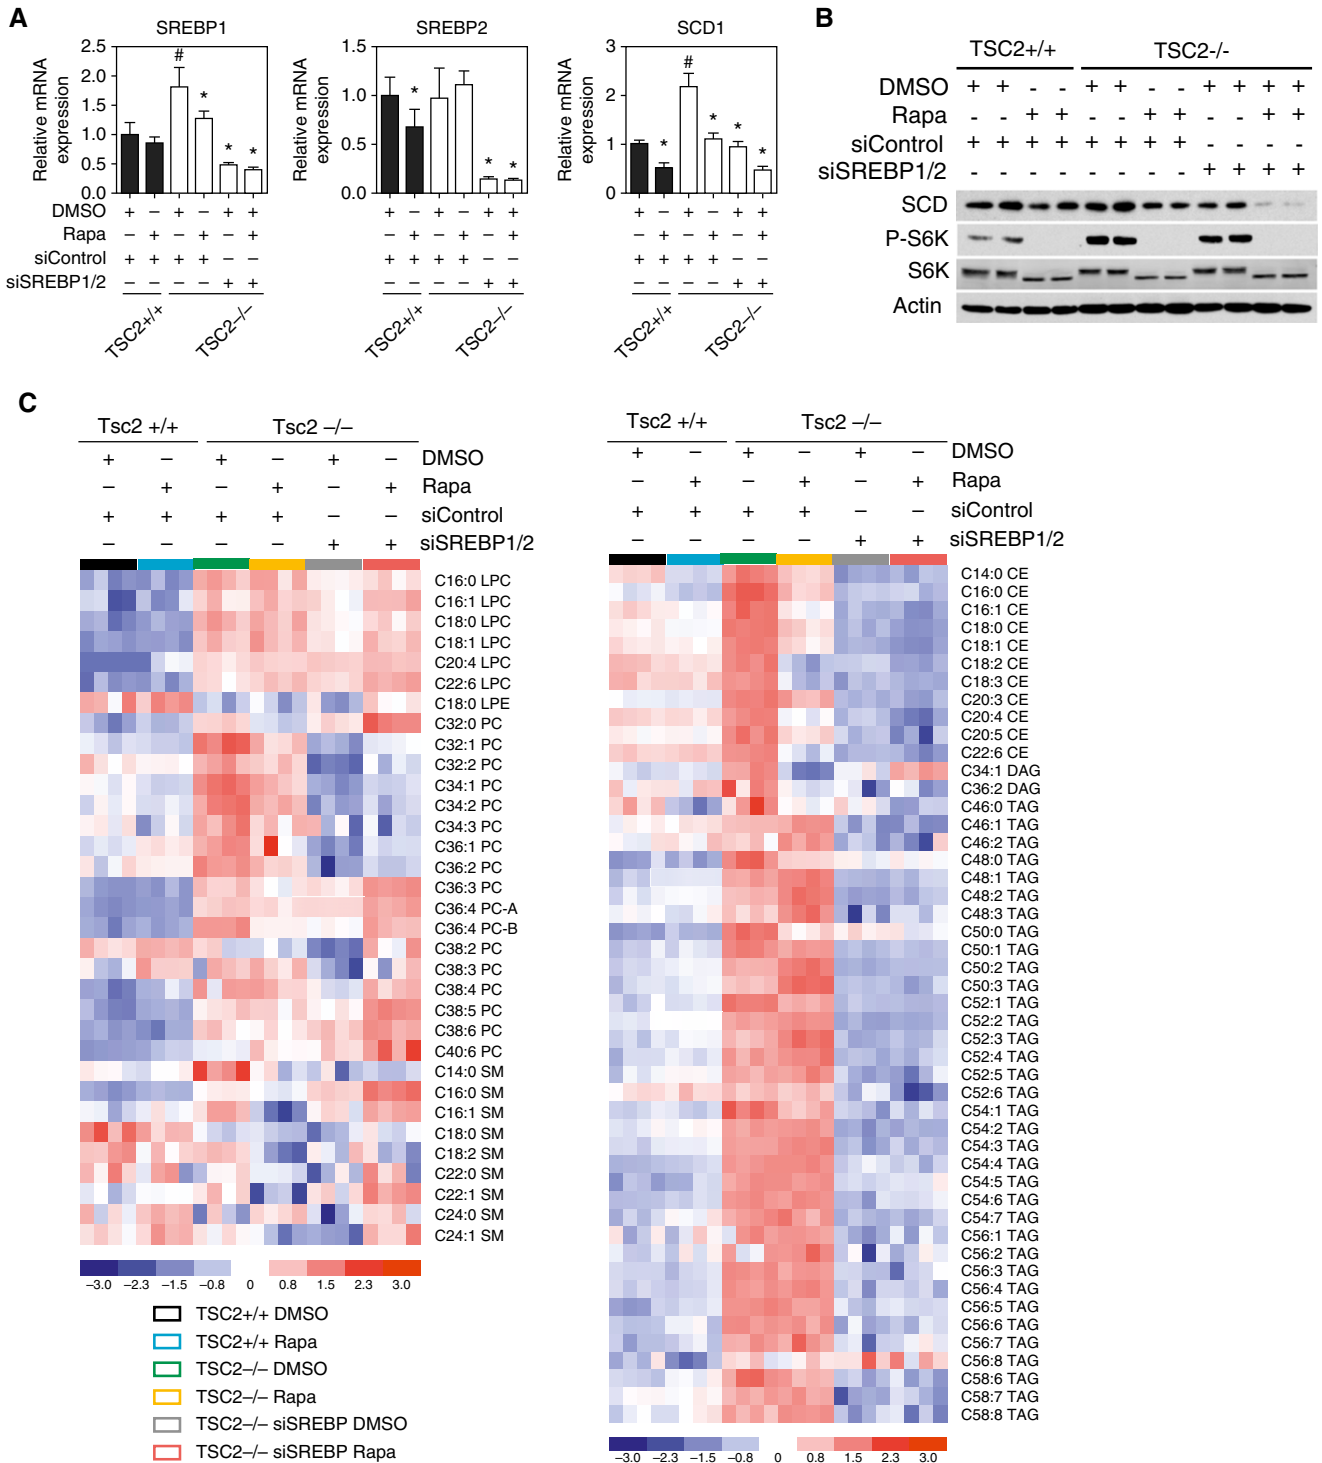 A
SREBP1
SREBP2
SCD1
Relative mRNA
expression
2.5
2.0
1.5
1.0
0.5
0.0
#
*
*
*
Relative mRNA
expression
1.5
1.0
0.5
0.0
*
*
*
Relative mRNA
expression
3
2
1
0
#
*
*
*
*
DMSO + – + – + + + – + – + – + – + – + +
Rapa – + – + – + – + – + – + – + – + – +
siControl + + + + – – + + + + – – + + + + – –
siSREBP1/2 – – – – + + – – – – + + – – – – + +
TSC2+/+
TSC2–/–
TSC2+/+
TSC2–/–
TSC2+/+
TSC2–/–
B
TSC2+/+ TSC2-/-
DMSO + + - - + + - - + + - -
Rapa - - + + - - + + - - + +
siControl + + + + + + + + - - - -
siSREBP1/2 - - - - - - - - + + + +
SCD
P-S6K
S6K
Actin
C
Tsc2 +/+ Tsc2 –/–
+ – + – + – DMSO
– + – + – + Rapa
+ + + + – – siControl
– – – – + + siSREBP1/2
C16:0 LPC
C16:1 LPC
C18:0 LPC
C18:1 LPC
C20:4 LPC
C22:6 LPC
C18:0 LPE
C32:0 PC
C32:1 PC
C32:2 PC
C34:1 PC
C34:2 PC
C34:3 PC
C36:1 PC
C36:2 PC
C36:3 PC
C36:4 PC-A
C36:4 PC-B
C38:2 PC
C38:3 PC
C38:4 PC
C38:5 PC
C38:6 PC
C40:6 PC
C14:0 SM
C16:0 SM
C16:1 SM
C18:0 SM
C18:2 SM
C22:0 SM
C22:1 SM
C24:0 SM
C24:1 SM
–3.0 –2.3 –1.5 –0.8 0 0.8 1.5 2.3 3.0
TSC2+/+ DMSO
TSC2+/+ Rapa
TSC2–/– DMSO
TSC2–/– Rapa
TSC2–/– siSREBP DMSO
TSC2–/– siSREBP Rapa
Tsc2 +/+ Tsc2 –/–
+ – + – + – DMSO
– + – + – + Rapa
+ + + + – – siControl
– – – – + + siSREBP1/2
C14:0 CE
C16:0 CE
C16:1 CE
C18:0 CE
C18:1 CE
C18:2 CE
C18:3 CE
C20:3 CE
C20:4 CE
C20:5 CE
C22:6 CE
C34:1 DAG
C36:2 DAG
C46:0 TAG
C46:1 TAG
C46:2 TAG
C48:0 TAG
C48:1 TAG
C48:2 TAG
C48:3 TAG
C50:0 TAG
C50:1 TAG
C50:2 TAG
C50:3 TAG
C52:1 TAG
C52:2 TAG
C52:3 TAG
C52:4 TAG
C52:5 TAG
C52:6 TAG
C54:1 TAG
C54:2 TAG
C54:3 TAG
C54:4 TAG
C54:5 TAG
C54:6 TAG
C54:7 TAG
C56:1 TAG
C56:2 TAG
C56:3 TAG
C56:4 TAG
C56:5 TAG
C56:6 TAG
C56:7 TAG
C56:8 TAG
C58:6 TAG
C58:7 TAG
C58:8 TAG
–3.0 –2.3 –1.5 –0.8 0 0.8 1.5 2.3 3.0